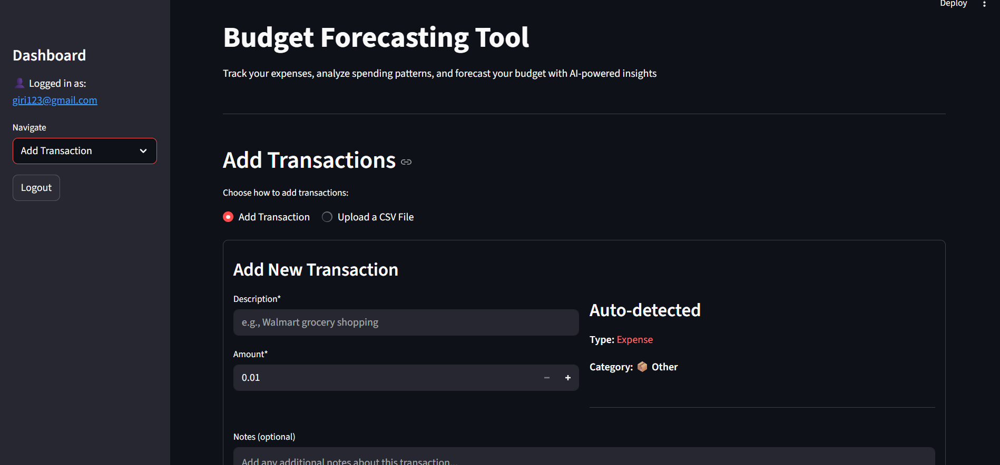 Deploy
Dashboard
Logged in as:
giri123@gmail.com
Navigate
Add Transaction
Logout
Budget Forecasting Tool
Track your expenses, analyze spending patterns, and forecast your budget with AI-powered insights
Add Transactions
Choose how to add transactions:
Add Transaction
Upload a CSV File
Add New Transaction
Description*
e.g., Walmart grocery shopping
Amount*
0.01
Auto-detected
Type: Expense
Category: 📦 Other
Notes (optional)
Add any additional notes about this transaction...